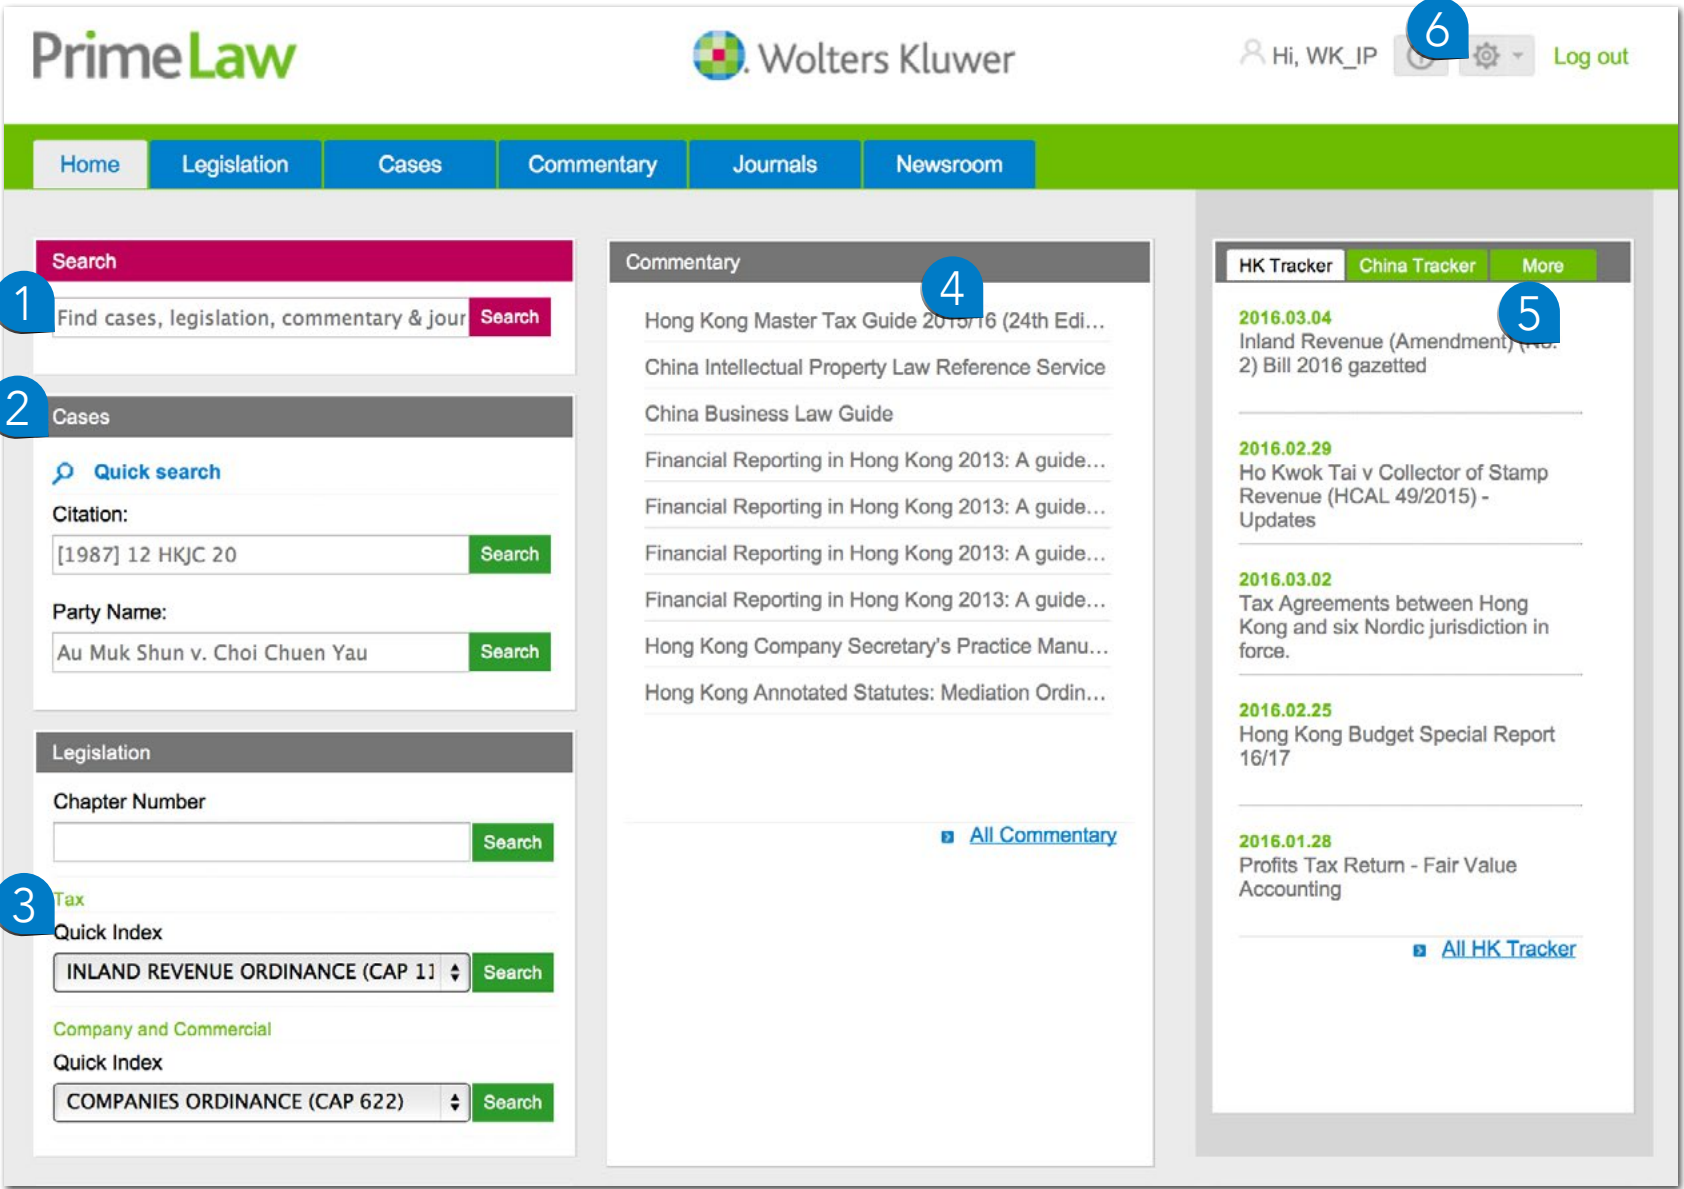 PrimeLaw
Wolters Kluwer
Hi, WK_IP
6
Log out
Home
Legislation
Cases
Commentary
Journals
Newsroom
Search
1
Find cases, legislation, commentary & jour
Search
2
Cases
Quick search
Citation:
[1987] 12 HKJC 20
Search
Party Name:
Au Muk Shun v. Choi Chuen Yau
Search
Legislation
Chapter Number
Search
3
Tax
Quick Index
INLAND REVENUE ORDINANCE (CAP 11
Search
Company and Commercial
Quick Index
COMPANIES ORDINANCE (CAP 622)
Search
Commentary
4
Hong Kong Master Tax Guide 2015/16 (24th Edi...
China Intellectual Property Law Reference Service
China Business Law Guide
Financial Reporting in Hong Kong 2013: A guide...
Financial Reporting in Hong Kong 2013: A guide...
Financial Reporting in Hong Kong 2013: A guide...
Financial Reporting in Hong Kong 2013: A guide...
Hong Kong Company Secretary's Practice Manu...
Hong Kong Annotated Statutes: Mediation Ordin...
All Commentary
HK Tracker
China Tracker
More
5
2016.03.04
Inland Revenue (Amendment) (No.
2) Bill 2016 gazetted
2016.02.29
Ho Kwok Tai v Collector of Stamp
Revenue (HCAL 49/2015) -
Updates
2016.03.02
Tax Agreements between Hong
Kong and six Nordic jurisdiction in
force.
2016.02.25
Hong Kong Budget Special Report
16/17
2016.01.28
Profits Tax Return - Fair Value
Accounting
All HK Tracker